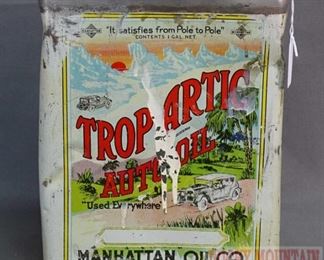 "It satisfies from Pole to Pole"
CONTENTS 1 GAL. NET
TROP-ARTIC
AUTO OIL
"Used Everywhere"
MANHATTAN OIL CO
MOUNTAIN